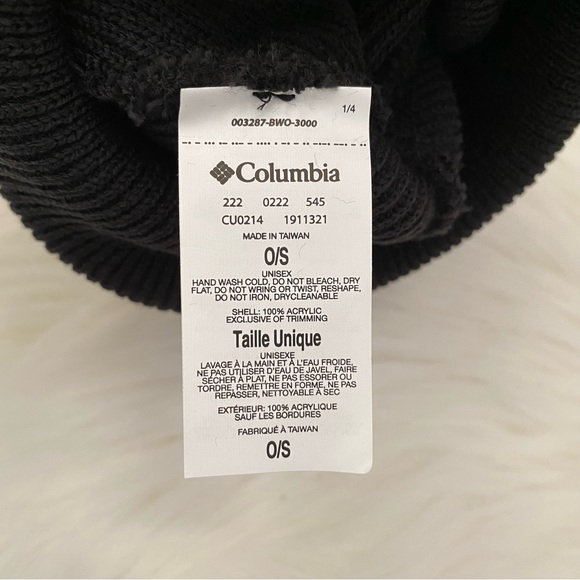 003287-BWO-3000
1/4
Columbia
222 0222 545
CU0214 1911321
MADE IN TAIWAN
O/S
UNISEX
HAND WASH COLD, DO NOT BLEACH, DRY
FLAT, DO NOT WRING OR TWIST, RESHAPE,
DO NOT IRON, DRYCLEANABLE
SHELL: 100% ACRYLIC
EXCLUSIVE OF TRIMMING
Taille Unique
UNISEXE
LAVAGE À LA MAIN ET À L'EAU FROIDE,
NE PAS UTILISER D'EAU DE JAVEL, FAIRE
SÉCHER À PLAT, NE PAS ESSORER OU
TORDRE, REMETTRE EN FORME, NE PAS
REPASSER, NETTOYABLE À SEC
EXTÉRIEUR: 100% ACRYLIQUE
SAUF LES BORDURES
FABRIQUÉ À TAIWAN
O/S